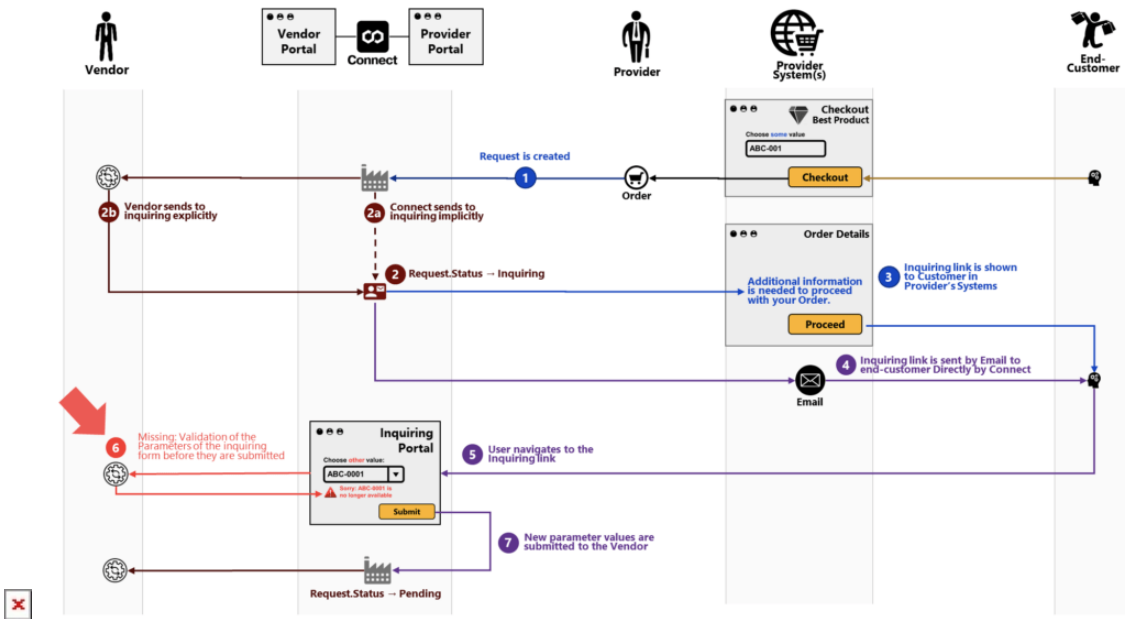 Vendor
Vendor
Portal
Connect
Provider
Portal
Provider
Provider
System(s)
End-
Customer
Checkout
Best Product
Choose some value
ABC-001
Checkout
Request is created
1
Order
2b
Vendor sends to
inquiring explicitly
2a
Connect sends to
inquiring implicitly
Order Details
2
Request.Status → Inquiring
Additional information
is needed to proceed
with your Order.
Proceed
3
Inquiring link is shown
to Customer in
Provider's Systems
4
Inquiring link is sent by Email to
end-customer Directly by Connect
Email
6
Missing: Validation of the
Parameters of the inquiring
form before they are submitted
Inquiring
Portal
Choose other value:
ABC-0001
Sorry: ABC-0001 is
no longer available
Submit
5
User navigates to the
Inquiring link
7
New parameter values are
submitted to the Vendor
Request.Status → Pending